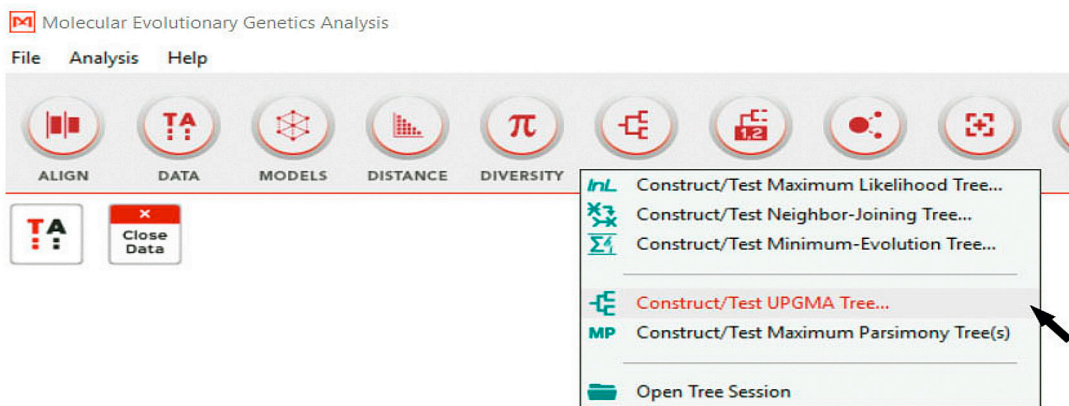 Molecular Evolutionary Genetics Analysis
File Analysis Help
TA
π
1.2
ALIGN DATA MODELS DISTANCE DIVERSITY
lnL Construct/Test Maximum Likelihood Tree...
Construct/Test Neighbor-Joining Tree...
Construct/Test Minimum-Evolution Tree...
Construct/Test UPGMA Tree...
MP Construct/Test Maximum Parsimony Tree(s)
Open Tree Session
TA
Close
Data